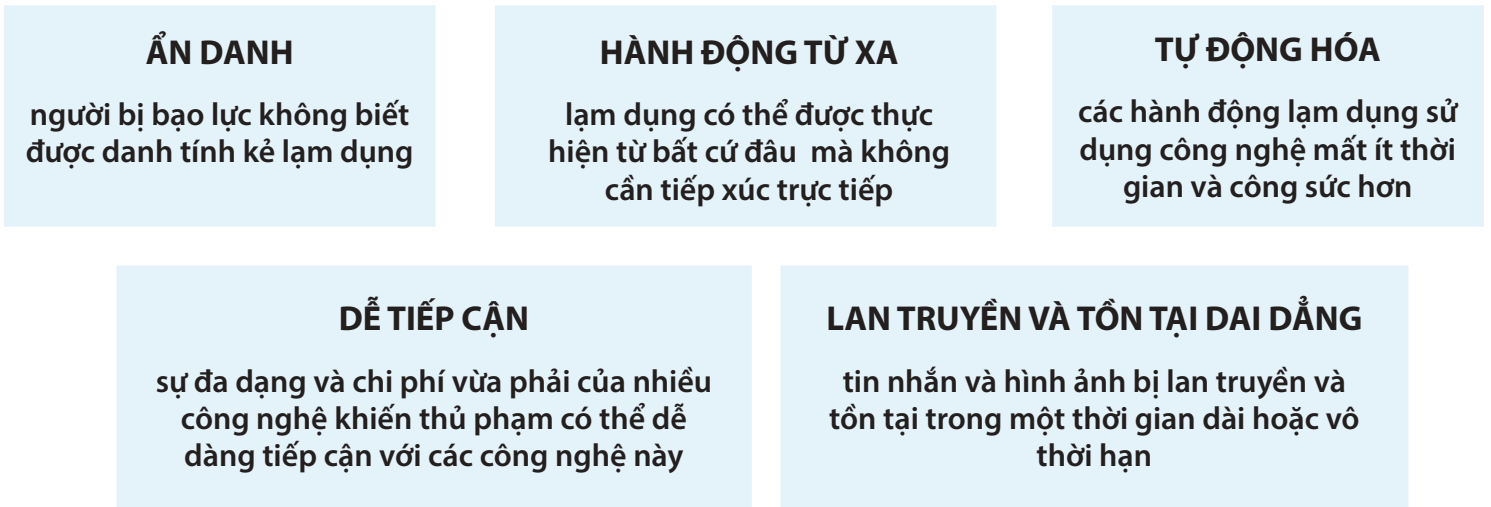 ẨN DANH
người bị bạo lực không biết
được danh tính kẻ lạm dụng
HÀNH ĐỘNG TỪ XA
lạm dụng có thể được thực
hiện từ bất cứ đâu mà không
cần tiếp xúc trực tiếp
TỰ ĐỘNG HÓA
các hành động lạm dụng sử
dụng công nghệ mất ít thời
gian và công sức hơn
DỄ TIẾP CẬN
sự đa dạng và chi phí vừa phải của nhiều
công nghệ khiến thủ phạm có thể dễ
dàng tiếp cận với các công nghệ này
LAN TRUYỀN VÀ TỒN TẠI DAI DẲNG
tin nhắn và hình ảnh bị lan truyền và
tồn tại trong một thời gian dài hoặc vô
thời hạn